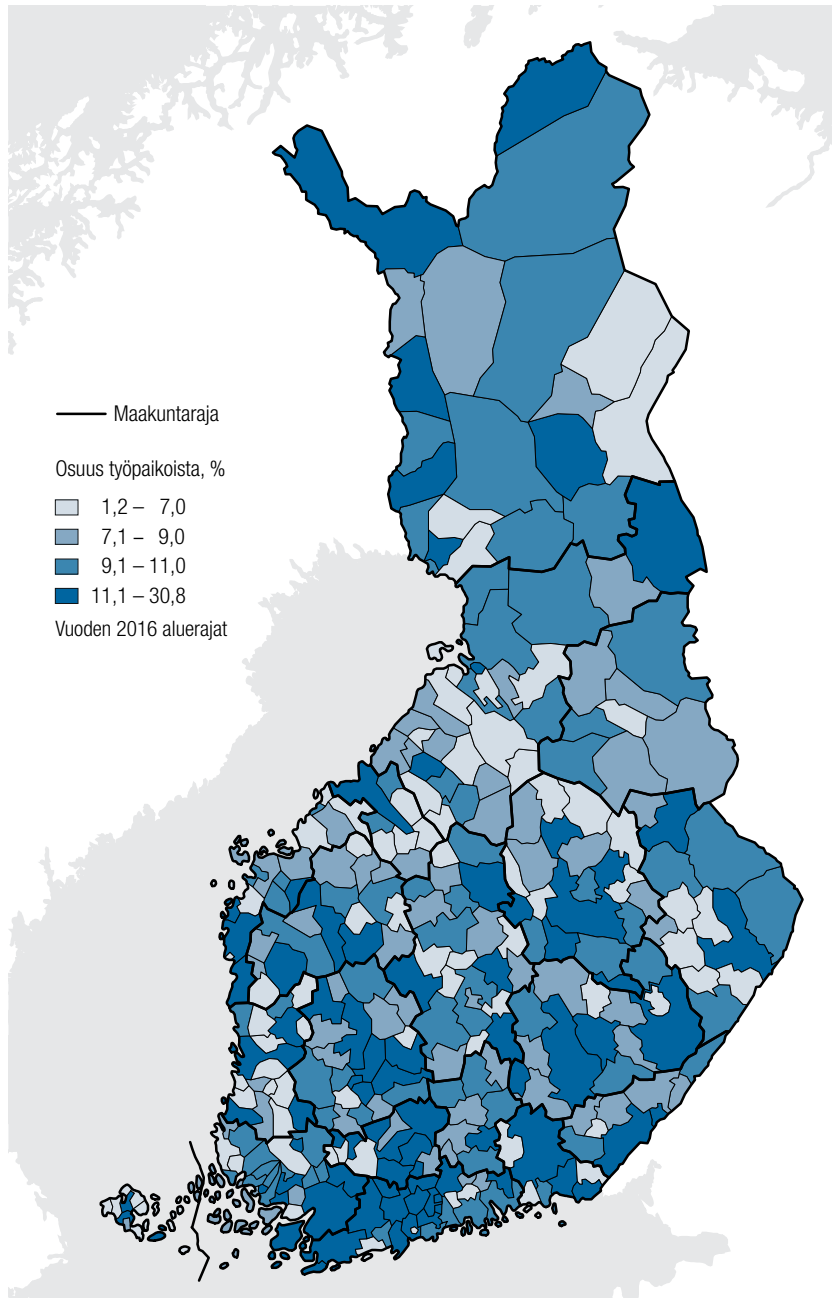 Maakuntaraja
Osuus työpaikoista, %
1,2 – 7,0
7,1 – 9,0
9,1 – 11,0
11,1 – 30,8
Vuoden 2016 aluerajat